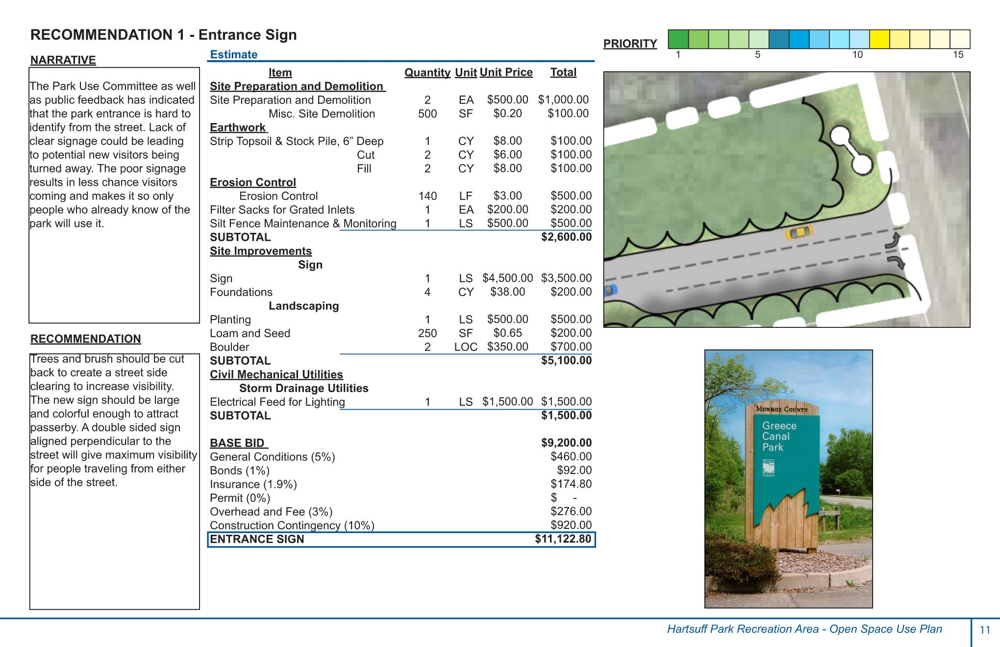 RECOMMENDATION 1 - Entrance Sign
NARRATIVE
The Park Use Committee as well
as public feedback has indicated
that the park entrance is hard to
identify from the street. Lack of
clear signage could be leading
to potential new visitors being
turned away. The poor signage
results in less chance visitors
coming and makes it so only
people who already know of the
park will use it.
RECOMMENDATION
Trees and brush should be cut
back to create a street side
clearing to increase visibility.
The new sign should be large
and colorful enough to attract
passerby. A double sided sign
aligned perpendicular to the
street will give maximum visibility
for people traveling from either
side of the street.
Estimate
Item Quantity Unit Unit Price Total
Site Preparation and Demolition
Site Preparation and Demolition 2 EA $500.00 $1,000.00
Misc. Site Demolition 500 SF $0.20 $100.00
Earthwork
Strip Topsoil & Stock Pile, 6” Deep 1 CY $8.00 $100.00
Cut 2 CY $6.00 $100.00
Fill 2 CY $8.00 $100.00
Erosion Control
Erosion Control 140 LF $3.00 $500.00
Filter Sacks for Grated Inlets 1 EA $200.00 $200.00
Silt Fence Maintenance & Monitoring 1 LS $500.00 $500.00
SUBTOTAL $2,600.00
Site Improvements
Sign
Sign 1 LS $4,500.00 $3,500.00
Foundations 4 CY $38.00 $200.00
Landscaping
Planting 1 LS $500.00 $500.00
Loam and Seed 250 SF $0.65 $200.00
Boulder 2 LOC $350.00 $700.00
SUBTOTAL $5,100.00
Civil Mechanical Utilities
Storm Drainage Utilities
Electrical Feed for Lighting 1 LS $1,500.00 $1,500.00
SUBTOTAL $1,500.00
BASE BID $9,200.00
General Conditions (5%) $460.00
Bonds (1%) $92.00
Insurance (1.9%) $174.80
Permit (0%) $ -
Overhead and Fee (3%) $276.00
Construction Contingency (10%) $920.00
ENTRANCE SIGN $11,122.80
PRIORITY
1 5 10 15
MONROE COUNTY
Greece
Canal
Park
MONROE
COUNTY
Hartsuff Park Recreation Area - Open Space Use Plan 11